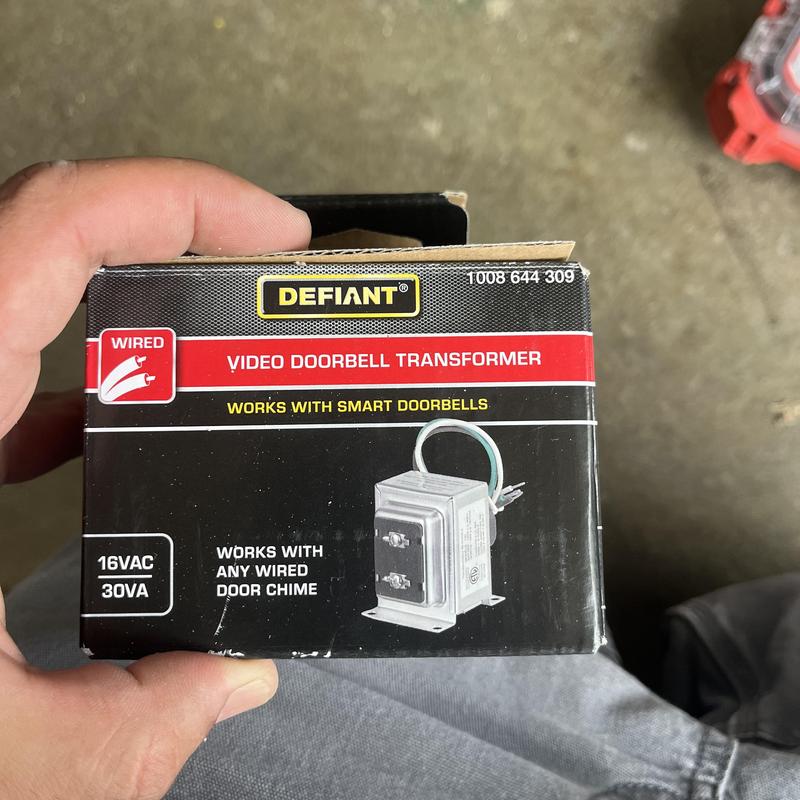 DEFIANT®
1008 644 309
WIRED
VIDEO DOORBELL TRANSFORMER
WORKS WITH SMART DOORBELLS
16VAC
30VA
WORKS WITH
ANY WIRED
DOOR CHIME